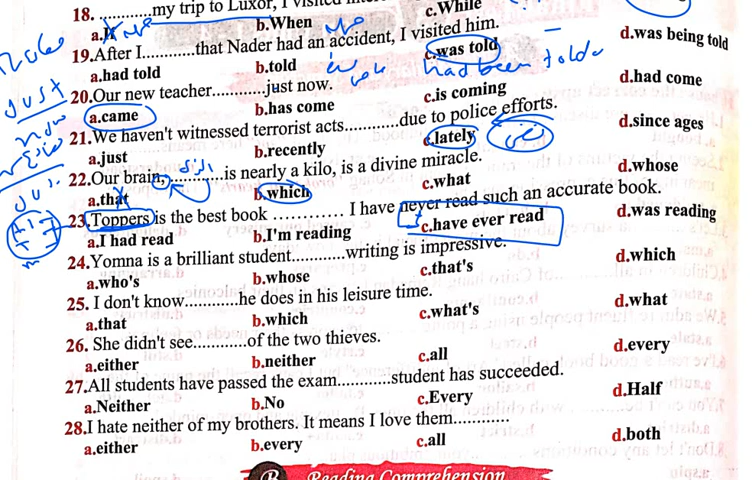 18. ............my trip to Luxor, I visited
a.If b.When c.While
19.After I............that Nader had an accident, I visited him.
a.had told b.told c.was told d.was being told
had been told
20.Our new teacher............just now.
a.came b.has come c.is coming d.had come
21.We haven't witnessed terrorist acts............due to police efforts.
a.just b.recently c.lately d.since ages
22.Our brain,............is nearly a kilo, is a divine miracle.
a.that b.which c.what d.whose
23.Toppers is the best book ............ I have never read such an accurate book.
a.I had read b.I'm reading c.have ever read d.was reading
24.Yomna is a brilliant student............writing is impressive.
a.who's b.whose c.that's d.which
25. I don't know............he does in his leisure time.
a.that b.which c.what's d.what
26. She didn't see............of the two thieves.
a.either b.neither c.all d.every
27.All students have passed the exam............student has succeeded.
a.Neither b.No c.Every d.Half
28.I hate neither of my brothers. It means I love them............
a.either b.every c.all d.both
B Reading Comprehension